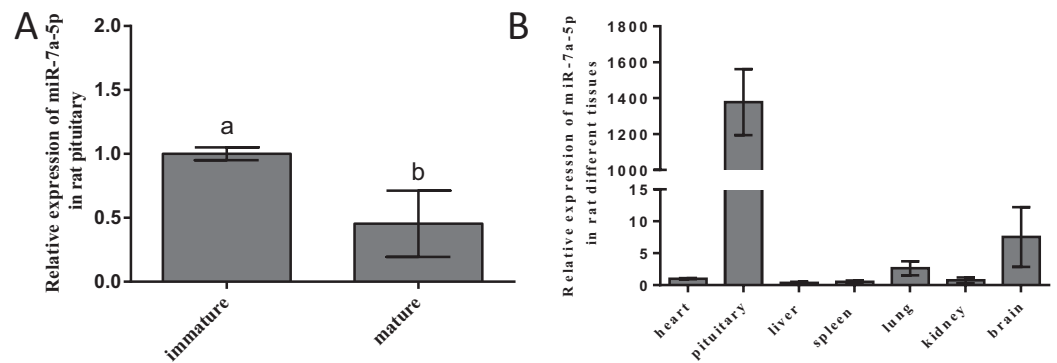 A
Relative expression of miR-7a-5p
in rat pituitary
2.0
1.5
1.0
0.5
0.0
a
b
immature
mature
B
Relative expression of miR-7a-5p
in rat different tissues
1800
1600
1400
1200
1000
15
10
5
0
heart
pituitary
liver
spleen
lung
kidney
brain